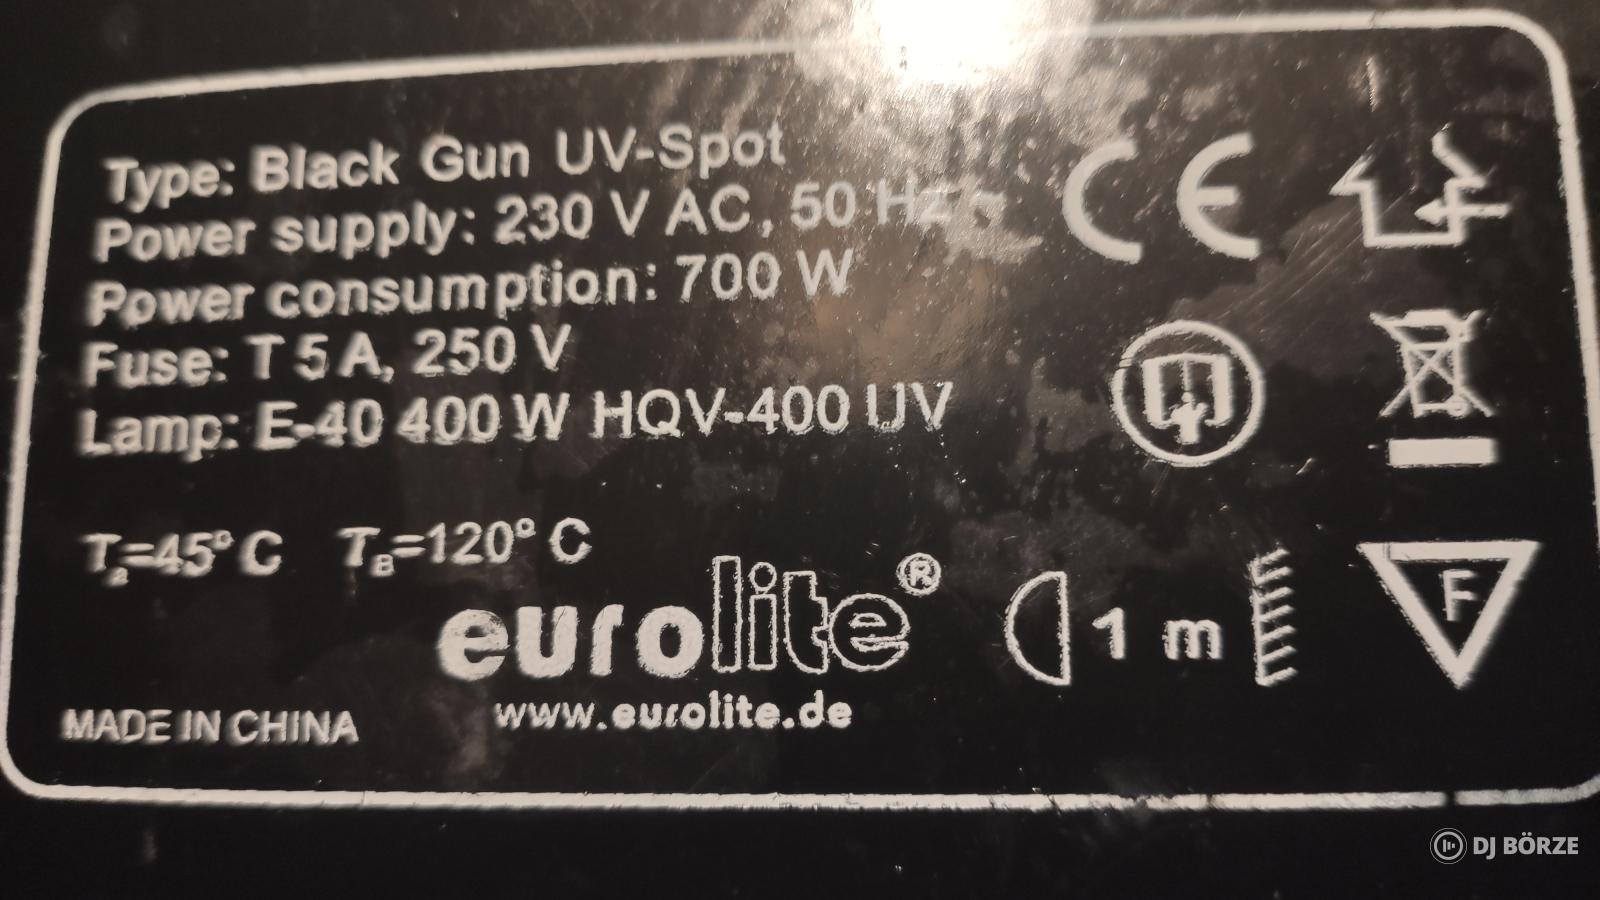 Type: Black Gun UV-Spot
Power supply: 230 V AC, 50 Hz ~
Power consumption: 700 W
Fuse: T 5 A, 250 V
Lamp: E-40 400 W HQV-400 UV
Ta=45° C TB=120° C
eurolite®
www.eurolite.de
MADE IN CHINA
CE
1 m
F
DJ BÖRZE